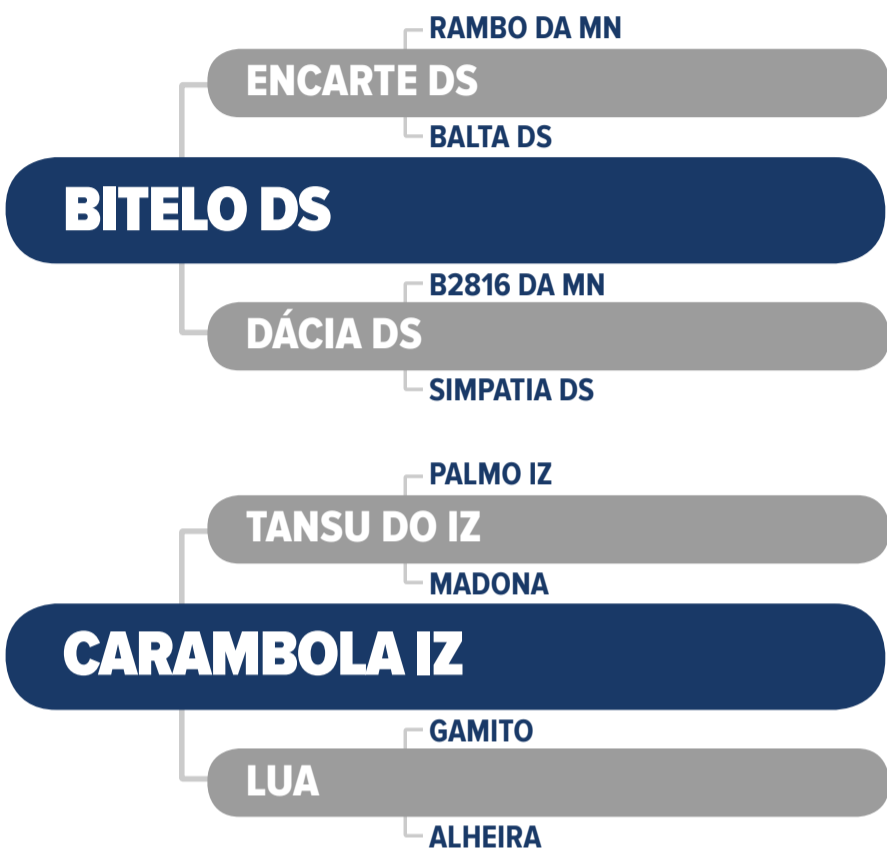 RAMBO DA MN
ENCARTE DS
BALTA DS
BITELO DS
B2816 DA MN
DÁCIA DS
SIMPATIA DS
PALMO IZ
TANSU DO IZ
MADONA
CARAMBOLA IZ
GAMITO
LUA
ALHEIRA